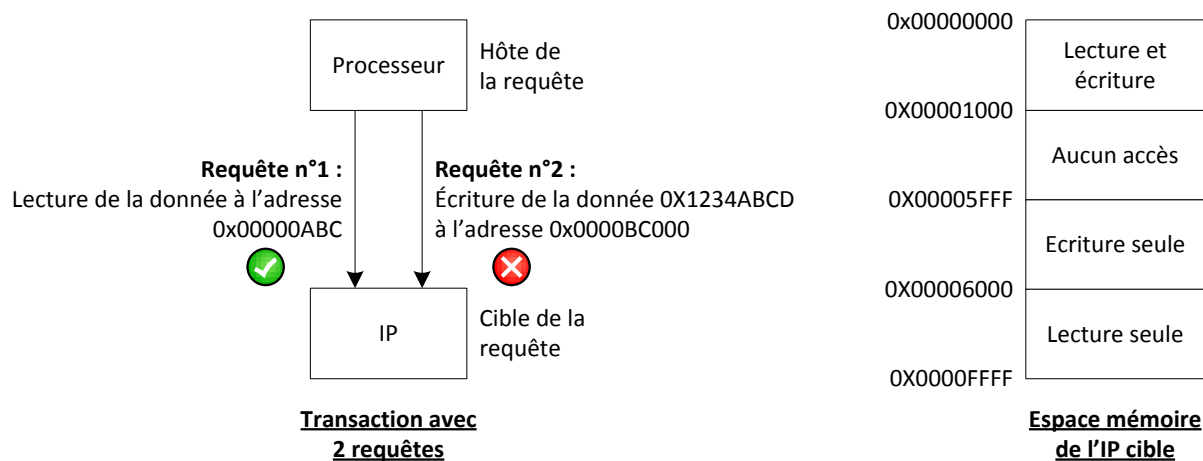 Processeur
Hôte de
la requête
Requête n°1 :
Lecture de la donnée à l'adresse
0x00000ABC
Requête n°2 :
Écriture de la donnée 0X1234ABCD
à l'adresse 0x0000BC000
IP
Cible de la
requête
Transaction avec
2 requêtes
0x00000000
Lecture et
écriture
0X00001000
Aucun accès
0X00005FFF
Ecriture seule
0X00006000
Lecture seule
0X0000FFFF
Espace mémoire
de l'IP cible